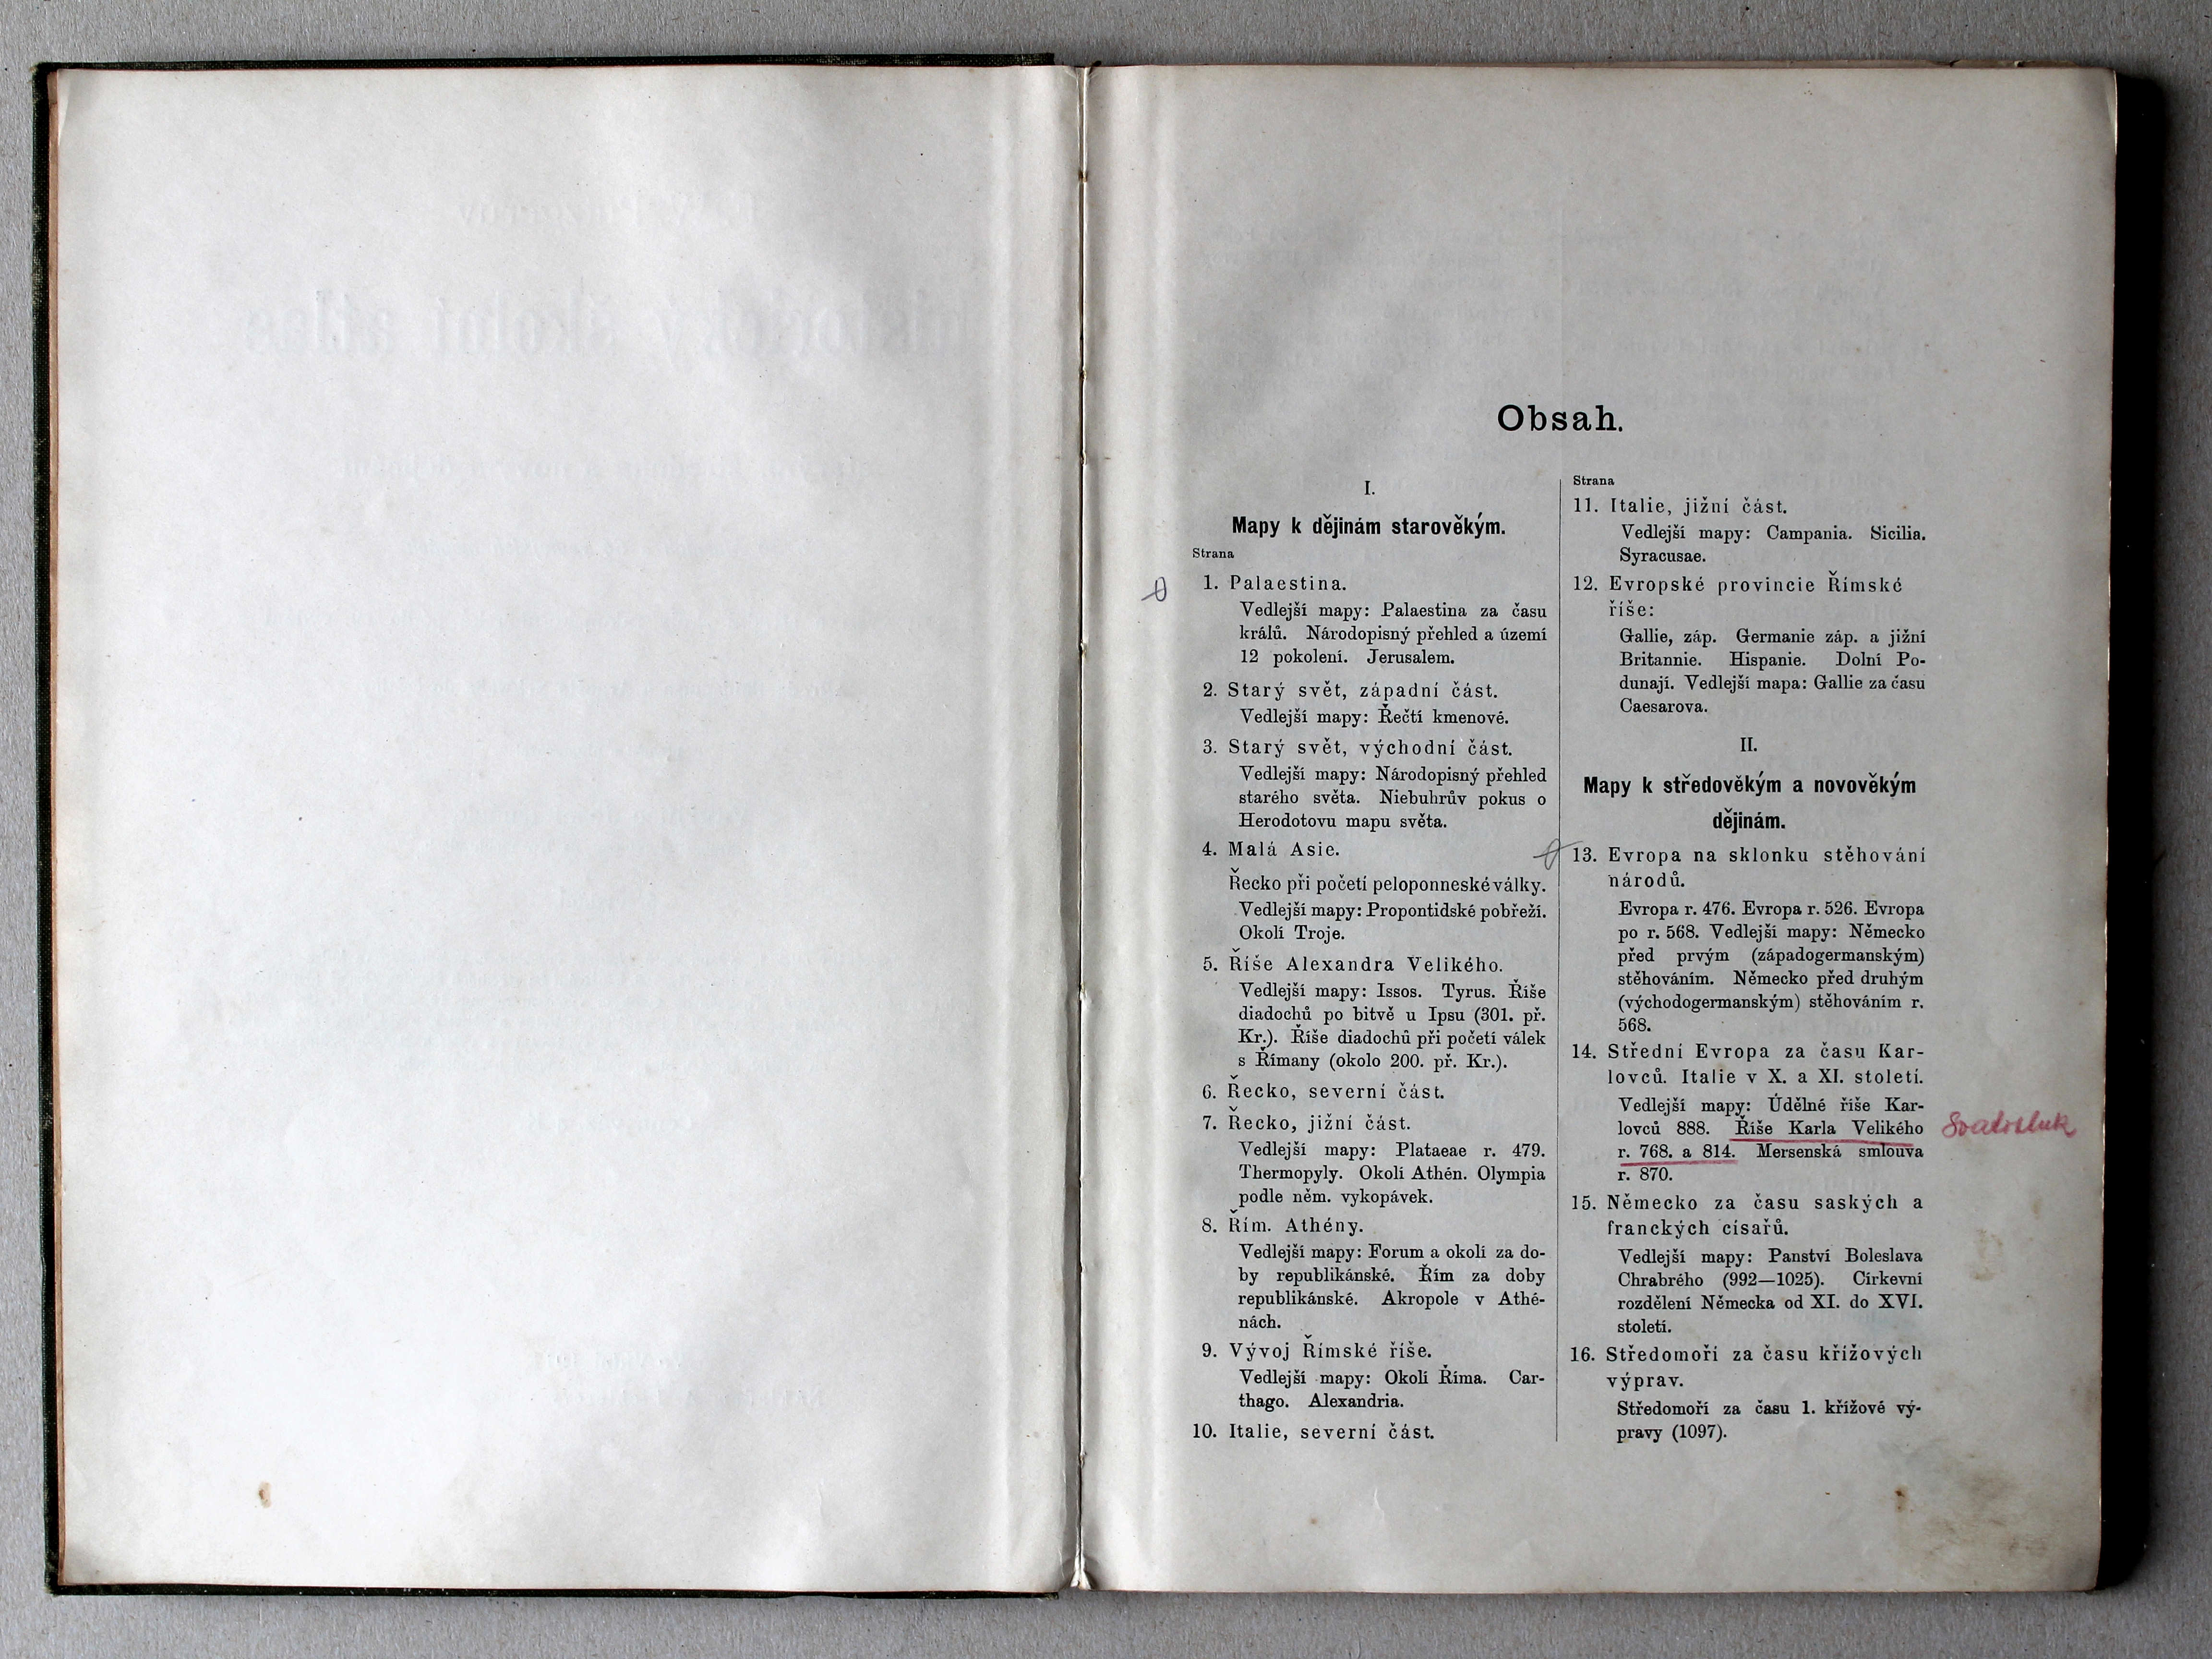 Obsah.
I.
Mapy k dějinám starověkým.
Strana
1. Palaestina.
Vedlejší mapy: Palaestina za času
králů. Národopisný přehled a území
12 pokolení. Jerusalem.
2. Starý svět, západní část.
Vedlejší mapy: Řečtí kmenové.
3. Starý svět, východní část.
Vedlejší mapy: Národopisný přehled
starého světa. Niebuhrův pokus o
Herodotovu mapu světa.
4. Malá Asie.
Řecko při početí peloponneské války.
Vedlejší mapy: Propontidské pobřeží.
Okolí Troje.
5. Říše Alexandra Velikého.
Vedlejší mapy: Issos. Tyrus. Říše
diadochů po bitvě u Ipsu (301. př.
Kr.). Říše diadochů při početí válek
s Římany (okolo 200. př. Kr.).
6. Řecko, severní část.
7. Řecko, jižní část.
Vedlejší mapy: Plataeae r. 479.
Thermopyly. Okolí Athén. Olympia
podle něm. vykopávek.
8. Řím. Athény.
Vedlejší mapy: Forum a okolí za do-
by republikánské. Řím za doby
republikánské. Akropole v Athé-
nách.
9. Vývoj Římské říše.
Vedlejší mapy: Okolí Říma. Car-
thago. Alexandria.
10. Italie, severní část.
Strana
11. Italie, jižní část.
Vedlejší mapy: Campania. Sicilia.
Syracusae.
12. Evropské provincie Římské
říše:
Gallie, záp. Germanie záp. a jižní
Britannie. Hispanie. Dolní Po-
dunají. Vedlejší mapa: Gallie za času
Caesarova.
II.
Mapy k středověkým a novověkým
dějinám.
13. Evropa na sklonku stěhování
národů.
Evropa r. 476. Evropa r. 526. Evropa
po r. 568. Vedlejší mapy: Německo
před prvým (západogermanským)
stěhováním. Německo před druhým
(východogermanským) stěhováním r.
568.
14. Střední Evropa za času Kar-
lovců. Italie v X. a XI. století.
Vedlejší mapy: Údělné říše Kar-
lovců 888. Říše Karla Velikého
r. 768. a 814. Mersenská smlouva
r. 870.
Svatopluk
15. Německo za času saských a
franckých císařů.
Vedlejší mapy: Panství Boleslava
Chrabrého (992—1025). Církevní
rozdělení Německa od XI. do XVI.
století.
16. Středomoří za času křížových
výprav.
Středomoří za času 1. křížové vý-
pravy (1097).